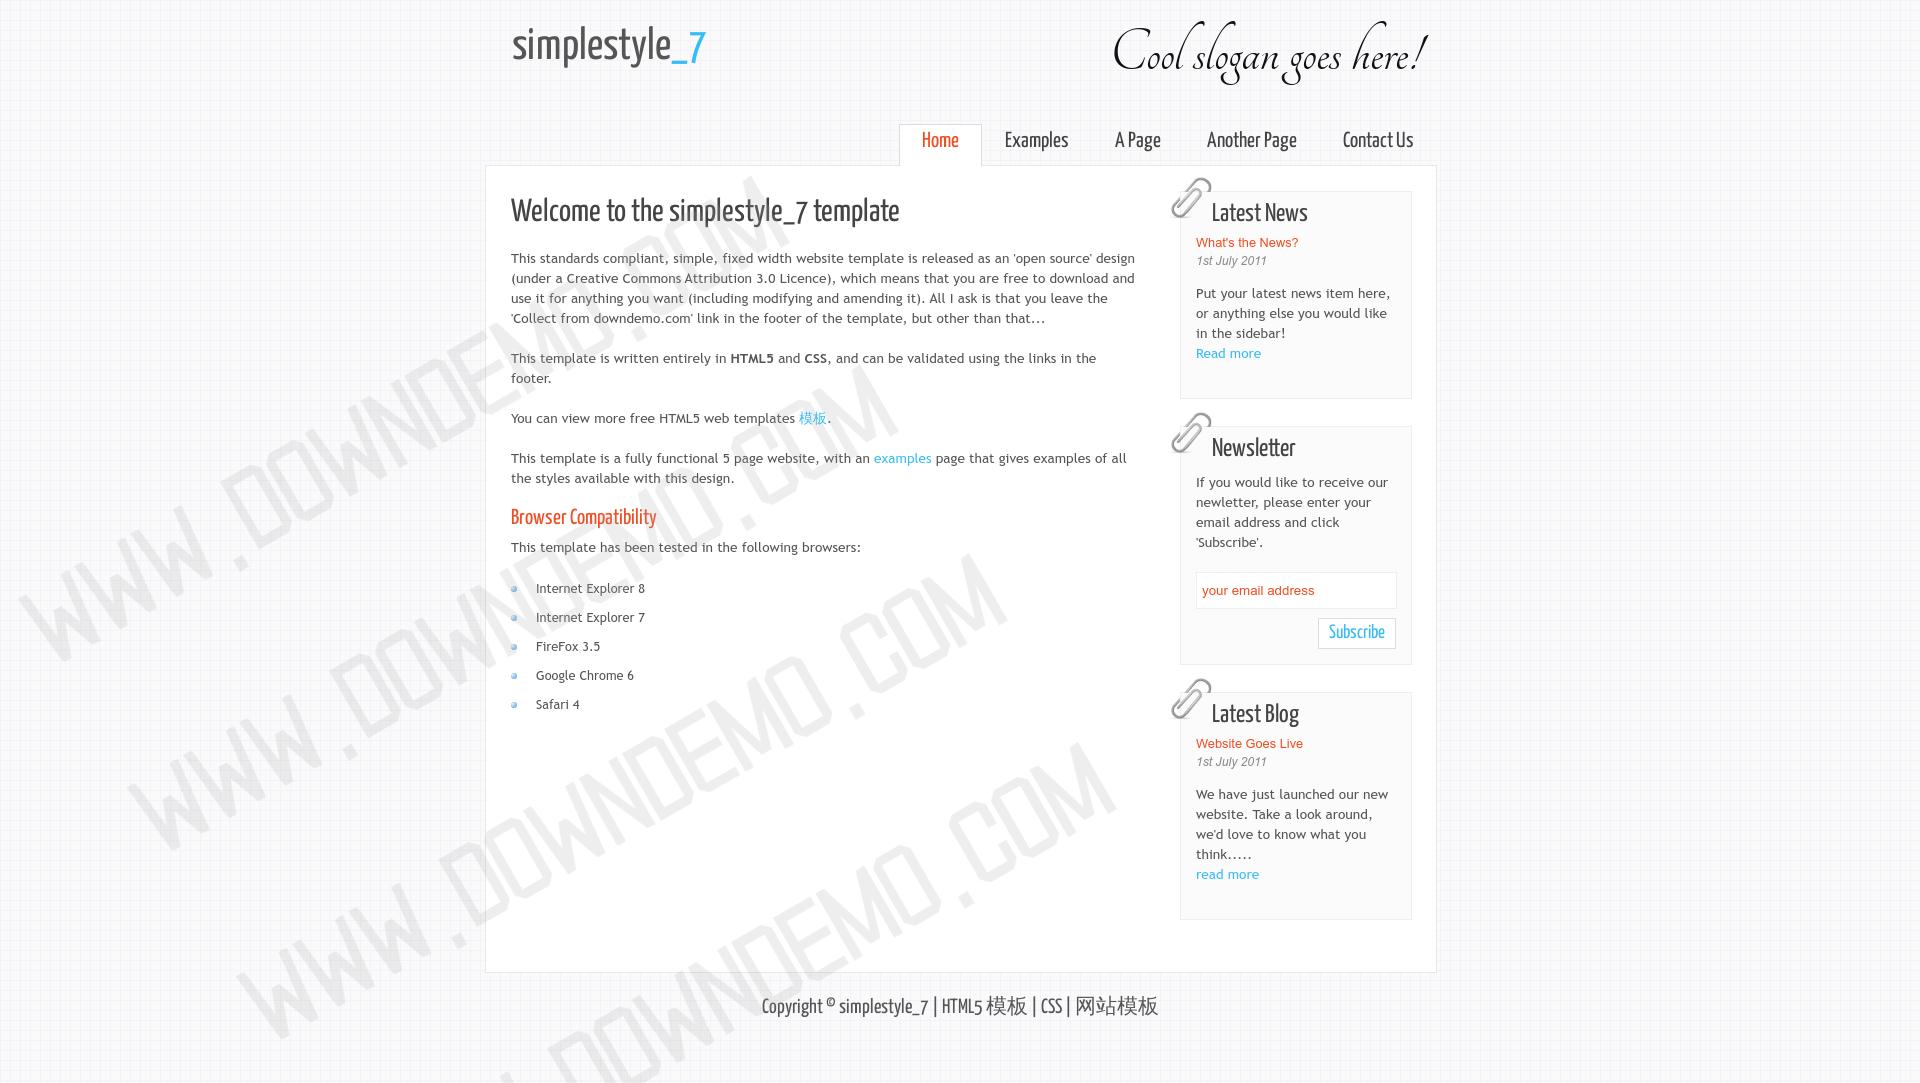 simplestyle_7
Cool slogan goes here!
Home
Examples
A Page
Another Page
Contact Us
Welcome to the simplestyle_7 template
This standards compliant, simple, fixed width website template is released as an 'open source' design
(under a Creative Commons Attribution 3.0 Licence), which means that you are free to download and
use it for anything you want (including modifying and amending it). All I ask is that you leave the
'Collect from downdemo.com' link in the footer of the template, but other than that...
This template is written entirely in HTML5 and CSS, and can be validated using the links in the
footer.
You can view more free HTML5 web templates 模板.
This template is a fully functional 5 page website, with an examples page that gives examples of all
the styles available with this design.
Browser Compatibility
This template has been tested in the following browsers:
Internet Explorer 8
Internet Explorer 7
FireFox 3.5
Google Chrome 6
Safari 4
Latest News
What's the News?
1st July 2011
Put your latest news item here,
or anything else you would like
in the sidebar!
Read more
Newsletter
If you would like to receive our
newletter, please enter your
email address and click
'Subscribe'.
your email address
Subscribe
Latest Blog
Website Goes Live
1st July 2011
We have just launched our new
website. Take a look around,
we'd love to know what you
think.....
read more
Copyright © simplestyle_7 | HTML5 模板 | CSS | 网站模板
WWW.DOWNDEMO.COM
WWW.DOWNDEMO.COM
WWW.DOWNDEMO.COM
DOWNDEMO.COM